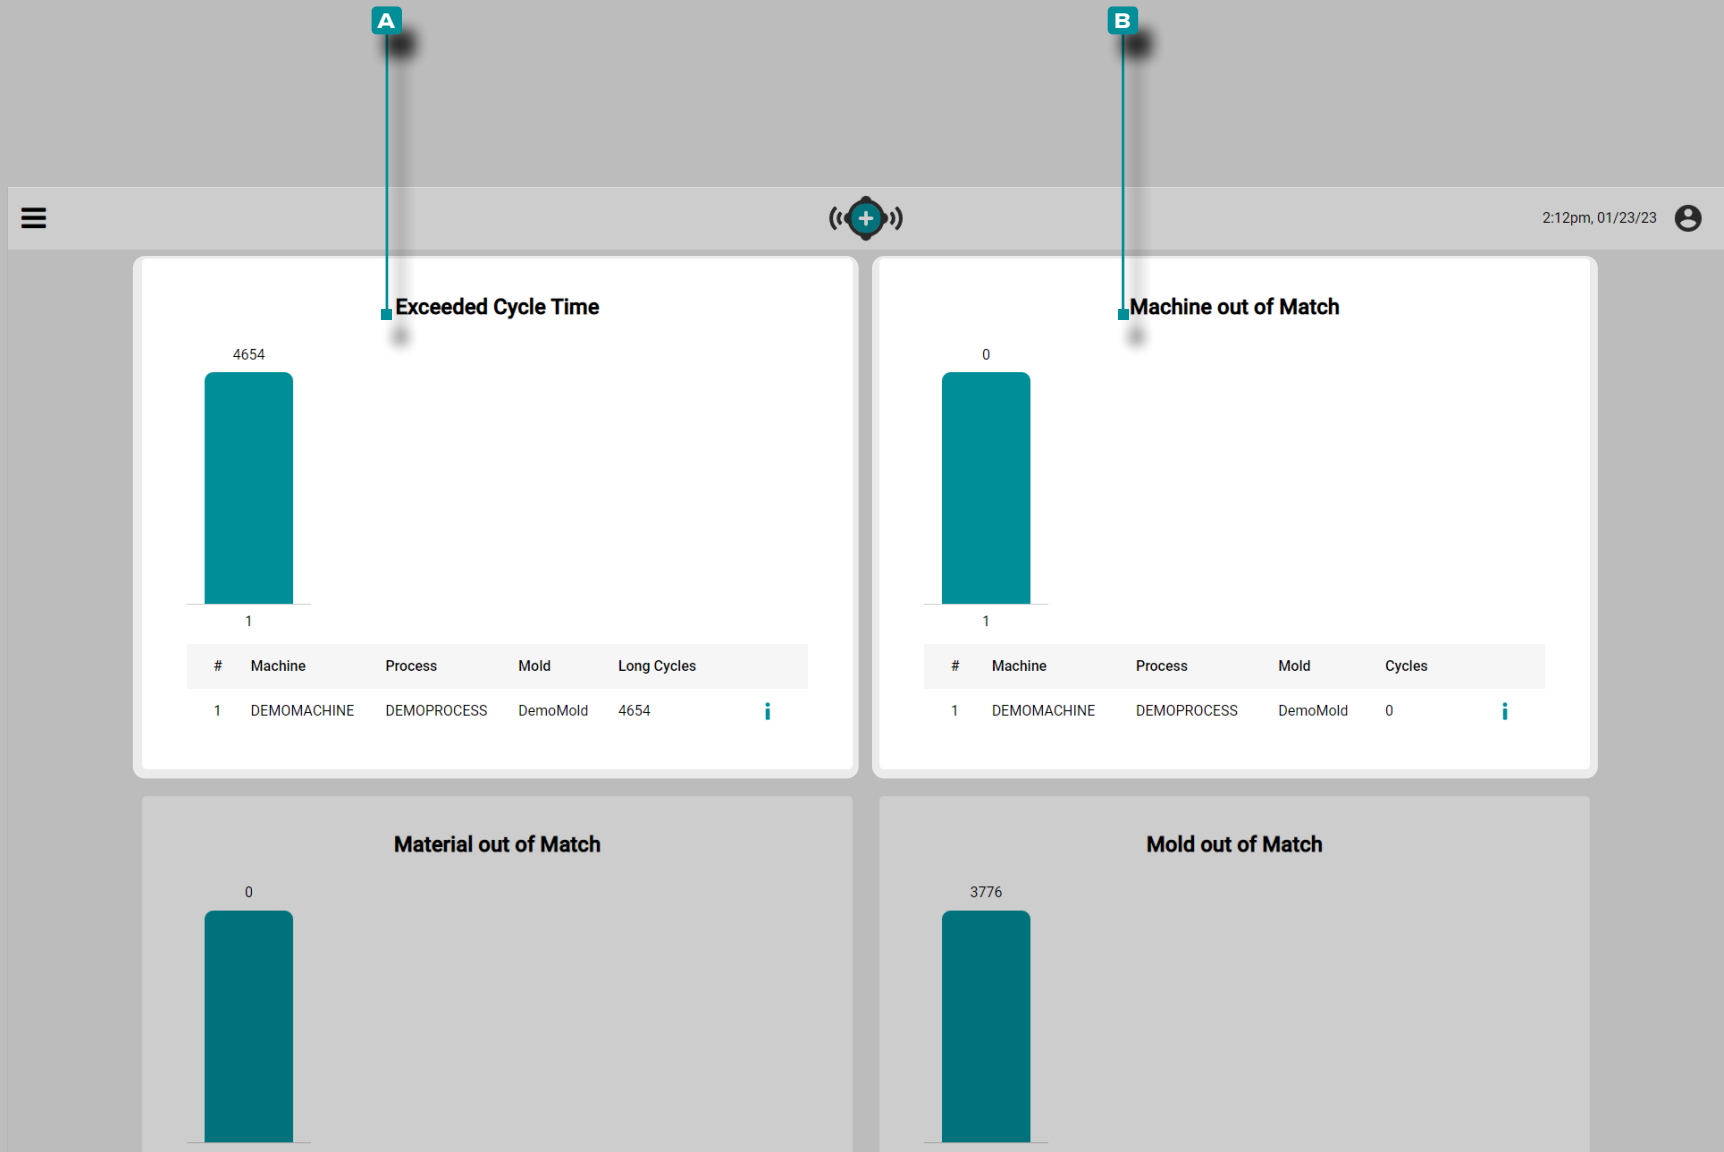 A
B
2:12pm, 01/23/23
Exceeded Cycle Time
4654
1
# Machine Process Mold Long Cycles
1 DEMOMACHINE DEMOPROCESS DemoMold 4654
Machine out of Match
0
1
# Machine Process Mold Cycles
1 DEMOMACHINE DEMOPROCESS DemoMold 0
Material out of Match
0
Mold out of Match
3776